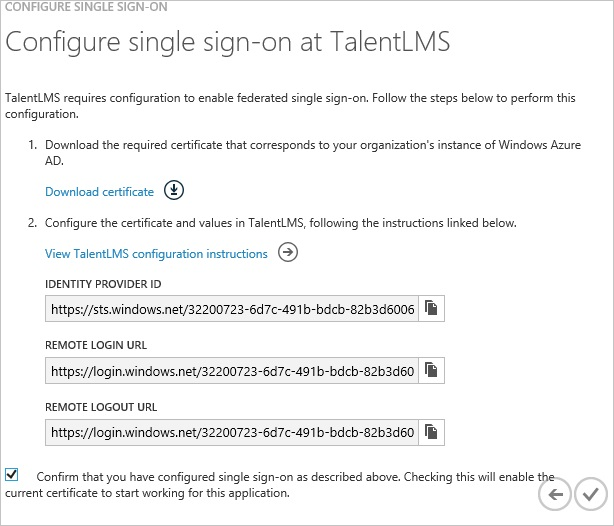 CONFIGURE SINGLE SIGN-ON
Configure single sign-on at TalentLMS
TalentLMS requires configuration to enable federated single sign-on. Follow the steps below to perform this
configuration.
1. Download the required certificate that corresponds to your organization's instance of Windows Azure
AD.
Download certificate
2. Configure the certificate and values in TalentLMS, following the instructions linked below.
View TalentLMS configuration instructions
IDENTITY PROVIDER ID
https://sts.windows.net/32200723-6d7c-491b-bdcb-82b3d6006
REMOTE LOGIN URL
https://login.windows.net/32200723-6d7c-491b-bdcb-82b3d60
REMOTE LOGOUT URL
https://login.windows.net/32200723-6d7c-491b-bdcb-82b3d60
Confirm that you have configured single sign-on as described above. Checking this will enable the
current certificate to start working for this application.